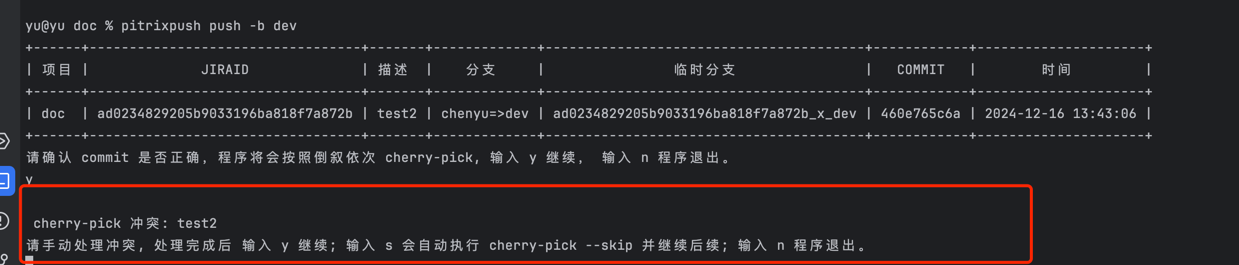 yu@yu doc % pitrixpush push -b dev
+------+----------------------------------+-------+-------------+----------------------------------------+------------+---------------------+
| 项目 | JIRAID | 描述 | 分支 | 临时分支 | COMMIT | 时间 |
+------+----------------------------------+-------+-------------+----------------------------------------+------------+---------------------+
| doc | ad0234829205b9033196ba818f7a872b | test2 | chenyu=>dev | ad0234829205b9033196ba818f7a872b_x_dev | 460e765c6a | 2024-12-16 13:43:06 |
+------+----------------------------------+-------+-------------+----------------------------------------+------------+---------------------+
请确认 commit 是否正确，程序将会按照倒叙依次 cherry-pick，输入 y 继续， 输入 n 程序退出。
y
cherry-pick 冲突: test2
请手动处理冲突，处理完成后 输入 y 继续；输入 s 会自动执行 cherry-pick --skip 并继续后续；输入 n 程序退出。